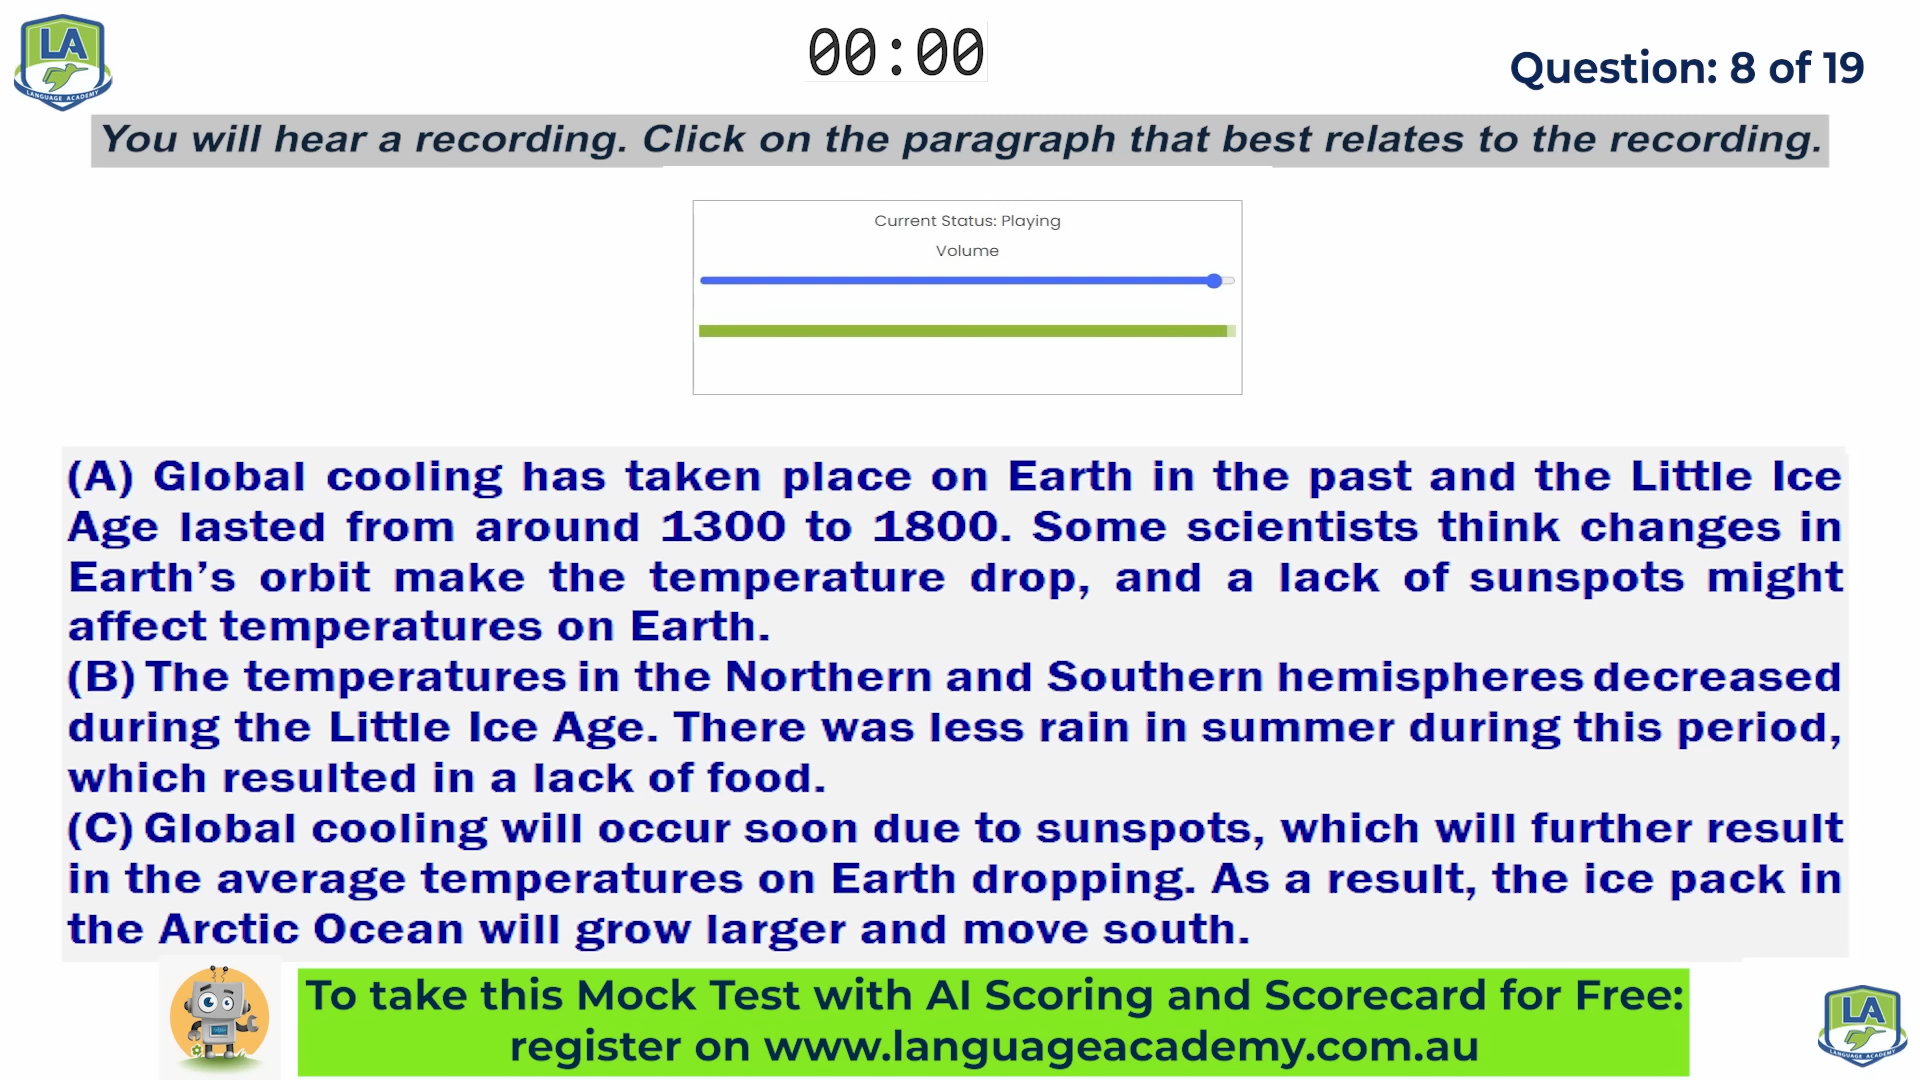 LA
LANGUAGE ACADEMY
00:00
Question: 8 of 19
You will hear a recording. Click on the paragraph that best relates to the recording.
Current Status: Playing
Volume
(A) Global cooling has taken place on Earth in the past and the Little Ice
Age lasted from around 1300 to 1800. Some scientists think changes in
Earth’s orbit make the temperature drop, and a lack of sunspots might
affect temperatures on Earth.
(B) The temperatures in the Northern and Southern hemispheres decreased
during the Little Ice Age. There was less rain in summer during this period,
which resulted in a lack of food.
(C) Global cooling will occur soon due to sunspots, which will further result
in the average temperatures on Earth dropping. As a result, the ice pack in
the Arctic Ocean will grow larger and move south.
To take this Mock Test with AI Scoring and Scorecard for Free:
register on www.languageacademy.com.au
LA
LANGUAGE ACADEMY